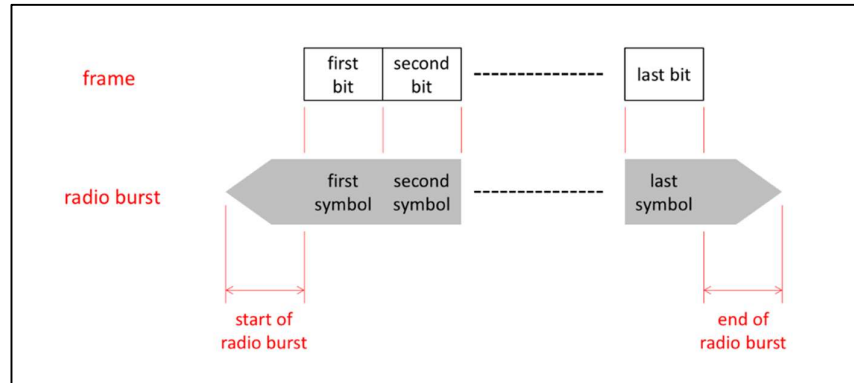 frame
first
bit
second
bit
last bit
radio burst
first
symbol
second
symbol
last
symbol
start of
radio burst
end of
radio burst